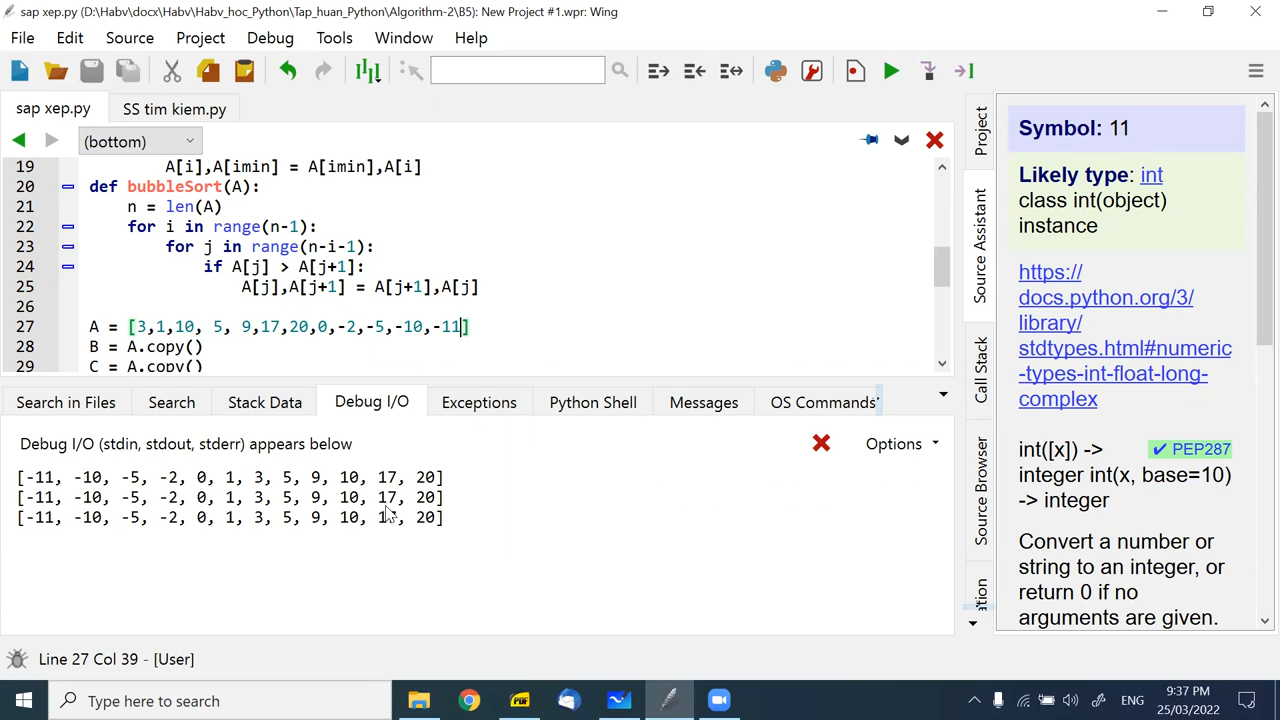 sap xep.py (D:\Habv\docx\Habv\Habv_hoc_Python\Tap_huan_Python\Algorithm-2\B5): New Project #1.wpr: Wing
File Edit Source Project Debug Tools Window Help
sap xep.py SS tim kiem.py
(bottom)
19 A[i],A[imin] = A[imin],A[i]
20 def bubbleSort(A):
21 n = len(A)
22 for i in range(n-1):
23 for j in range(n-i-1):
24 if A[j] > A[j+1]:
25 A[j],A[j+1] = A[j+1],A[j]
26
27 A = [3,1,10, 5, 9,17,20,0,-2,-5,-10,-11]
28 B = A.copy()
29 C = A.copy()
Search in Files Search Stack Data Debug I/O Exceptions Python Shell Messages OS Commands
Debug I/O (stdin, stdout, stderr) appears below
Options
[-11, -10, -5, -2, 0, 1, 3, 5, 9, 10, 17, 20]
[-11, -10, -5, -2, 0, 1, 3, 5, 9, 10, 17, 20]
[-11, -10, -5, -2, 0, 1, 3, 5, 9, 10, 17, 20]
Project
Source Assistant
Call Stack
Source Browser
Symbol: 11
Likely type: int
class int(object)
instance
https://
docs.python.org/3/
library/
stdtypes.html#numeric
-types-int-float-long-
complex
int([x]) -> ✔ PEP287
integer int(x, base=10)
-> integer
Convert a number or
string to an integer, or
return 0 if no
arguments are given.
Line 27 Col 39 - [User]
Type here to search
PDF
ENG
9:37 PM
25/03/2022